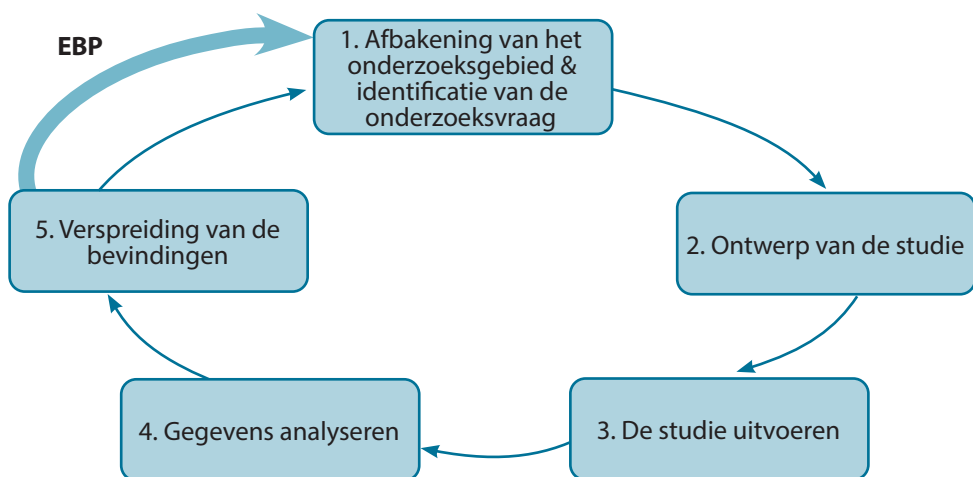 EBP
1. Afbakening van het
onderzoeksgebied &
identificatie van de
onderzoeksvraag
2. Ontwerp van de studie
3. De studie uitvoeren
4. Gegevens analyseren
5. Verspreiding van de
bevindingen